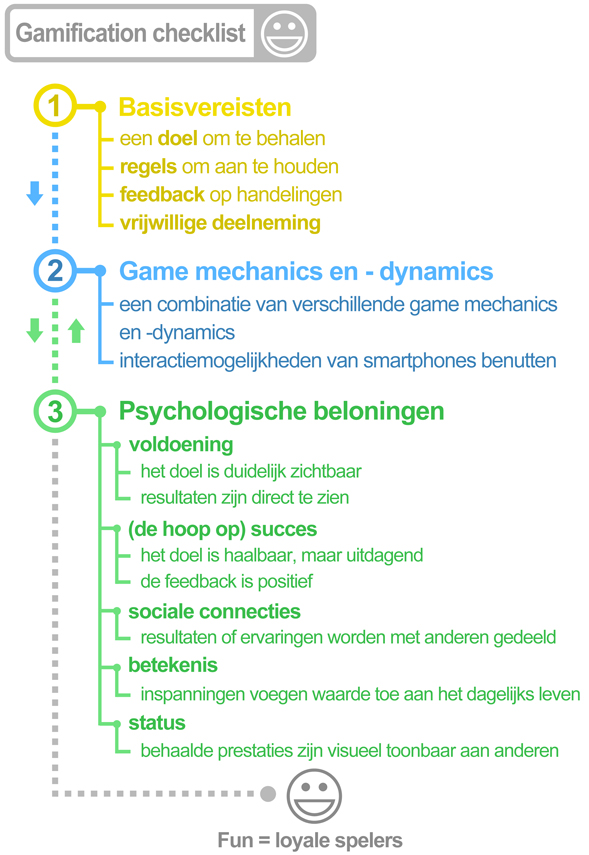 Gamification checklist
1
Basisvereisten
een doel om te behalen
regels om aan te houden
feedback op handelingen
vrijwillige deelneming
2
Game mechanics en - dynamics
een combinatie van verschillende game mechanics
en -dynamics
interactiemogelijkheden van smartphones benutten
3
Psychologische beloningen
voldoening
het doel is duidelijk zichtbaar
resultaten zijn direct te zien
(de hoop op) succes
het doel is haalbaar, maar uitdagend
de feedback is positief
sociale connecties
resultaten of ervaringen worden met anderen gedeeld
betekenis
inspanningen voegen waarde toe aan het dagelijks leven
status
behaalde prestaties zijn visueel toonbaar aan anderen
Fun = loyale spelers